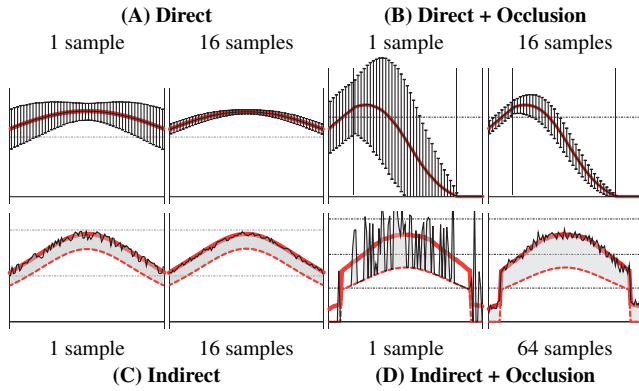 (A) Direct
(B) Direct + Occlusion
1 sample
16 samples
1 sample
16 samples
1 sample
16 samples
1 sample
64 samples
(C) Indirect
(D) Indirect + Occlusion